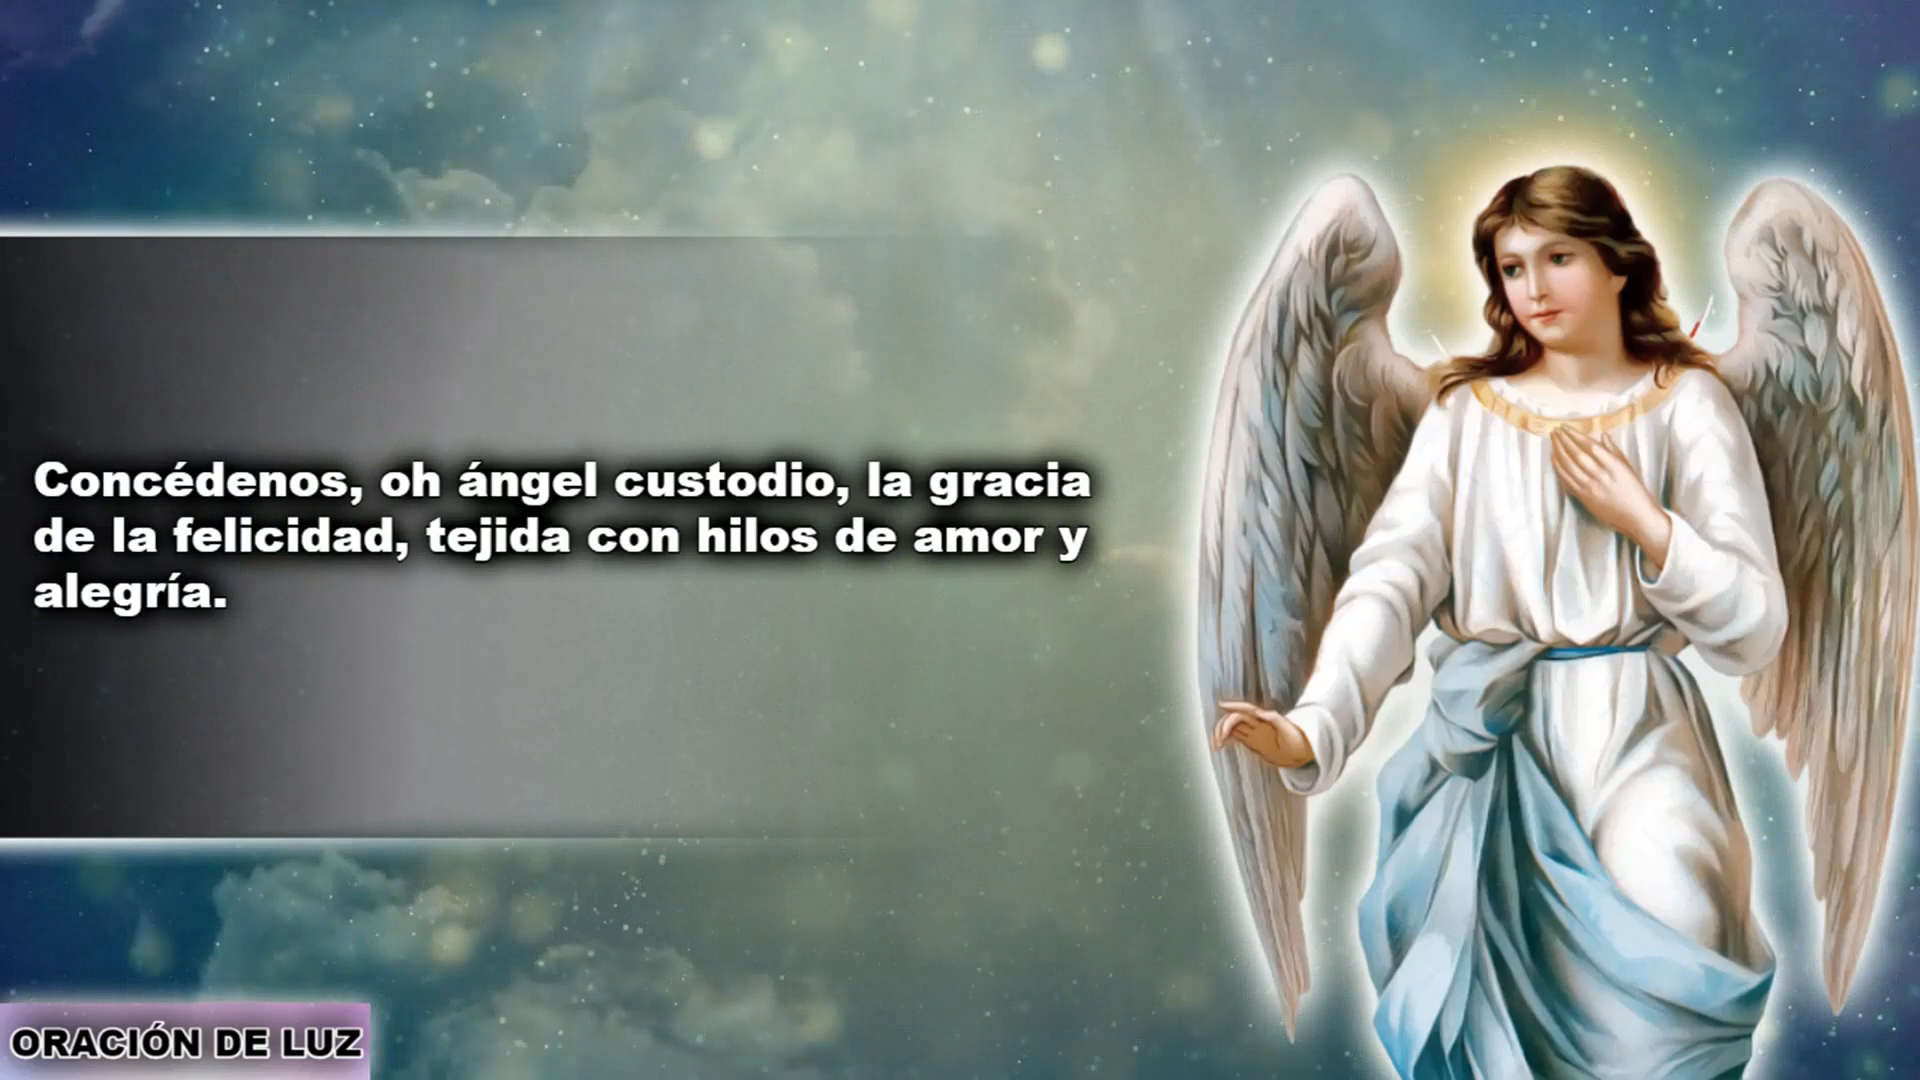 Concédenos, oh ángel custodio, la gracia
de la felicidad, tejida con hilos de amor y
alegría.
ORACIÓN DE LUZ